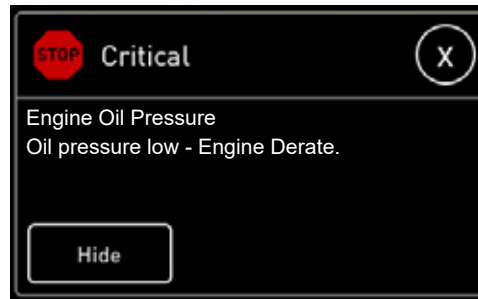 STOP Critical X
Engine Oil Pressure
Oil pressure low - Engine Derate.
Hide